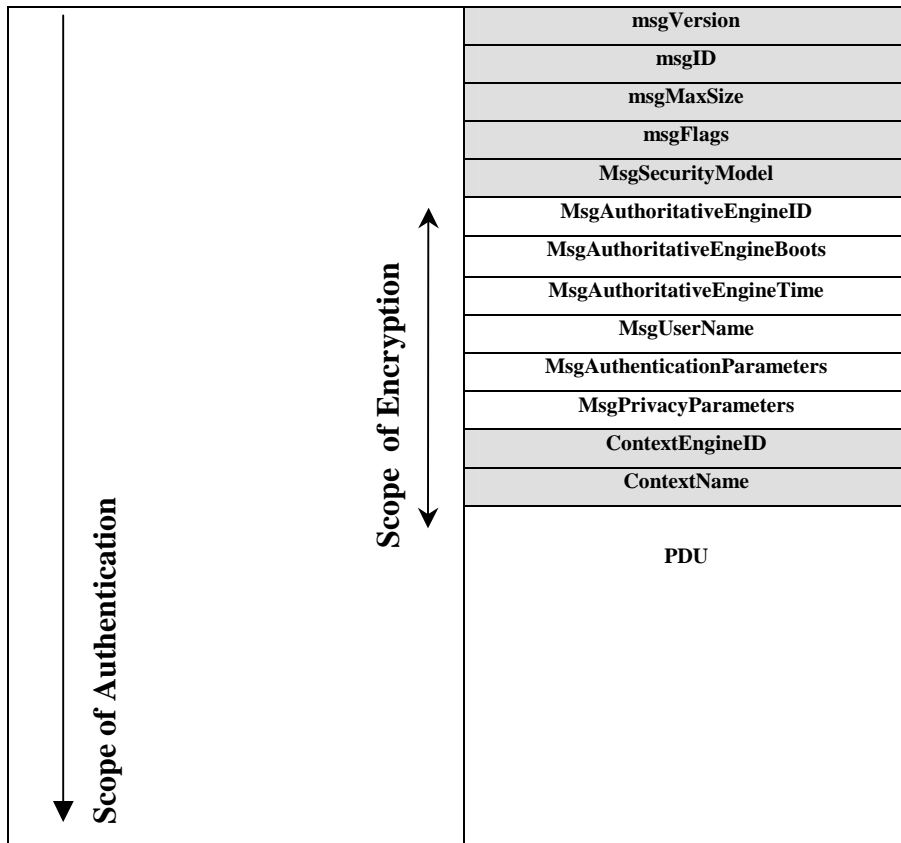 msgVersion
msgID
msgMaxSize
msgFlags
MsgSecurityModel
MsgAuthoritativeEngineID
MsgAuthoritativeEngineBoots
MsgAuthoritativeEngineTime
MsgUserName
MsgAuthenticationParameters
MsgPrivacyParameters
ContextEngineID
ContextName
PDU
Scope of Encryption
Scope of Authentication